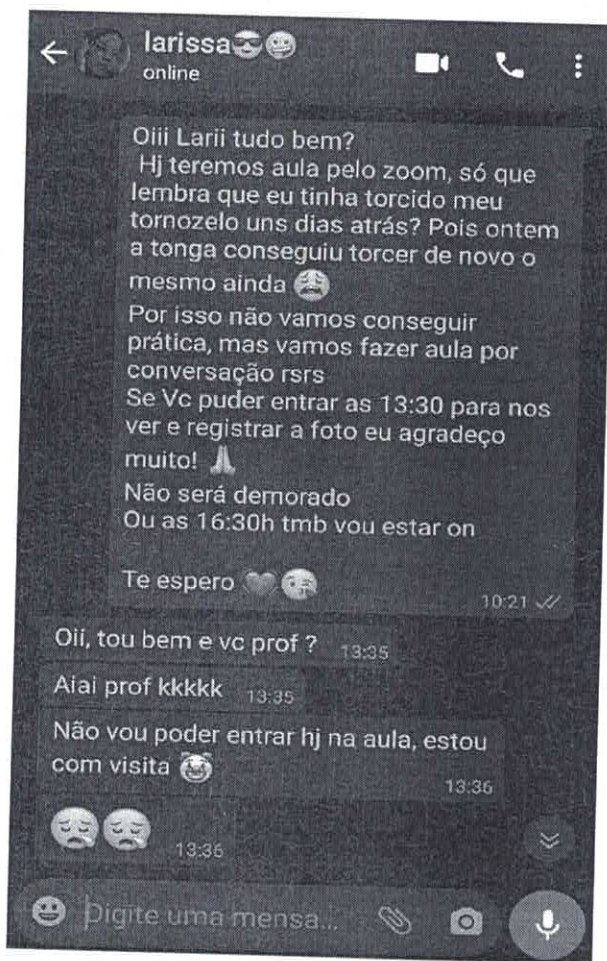 larissa😎🤪
online
Oiii Larii tudo bem?
Hj teremos aula pelo zoom, só que
lembra que eu tinha torcido meu
tornozelo uns dias atrás? Pois ontem
a tonga conseguiu torcer de novo o
mesmo ainda 😩
Por isso não vamos conseguir
prática, mas vamos fazer aula por
conversação rsrs
Se Vc puder entrar as 13:30 para nos
ver e registrar a foto eu agradeço
muito! 🙏
Não será demorado
Ou as 16:30h tmb vou estar on
Te espero 💓😘
10:21
Oii, tou bem e vc prof ? 13:35
Aiai prof kkkkk 13:35
Não vou poder entrar hj na aula, estou
com visita 😹
13:36
😪😪 13:36
Digite uma mensa...